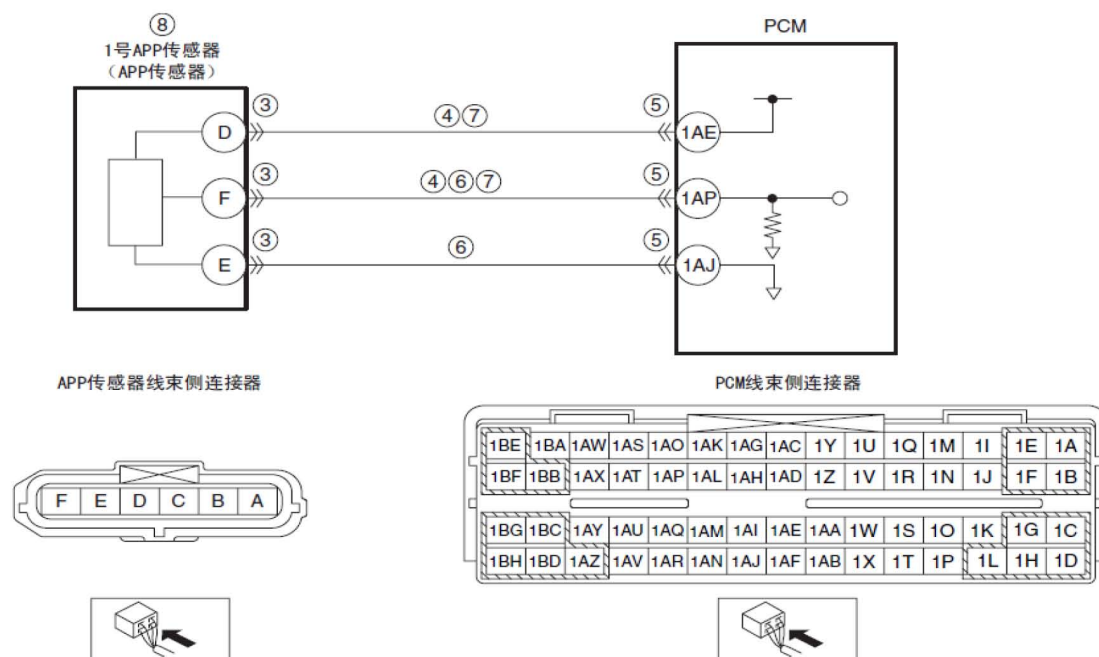 ⑧
1号APP传感器
（APP传感器）
PCM
D ③ ④⑦ ⑤ 1AE
F ③ ④⑥⑦ ⑤ 1AP
E ③ ⑥ ⑤ 1AJ
APP传感器线束侧连接器
F E D C B A
PCM线束侧连接器
1BE 1BA 1AW 1AS 1AO 1AK 1AG 1AC 1Y 1U 1Q 1M 1I 1E 1A
1BF 1BB 1AX 1AT 1AP 1AL 1AH 1AD 1Z 1V 1R 1N 1J 1F 1B
1BG 1BC 1AY 1AU 1AQ 1AM 1AI 1AE 1AA 1W 1S 1O 1K 1G 1C
1BH 1BD 1AZ 1AV 1AR 1AN 1AJ 1AF 1AB 1X 1T 1P 1L 1H 1D